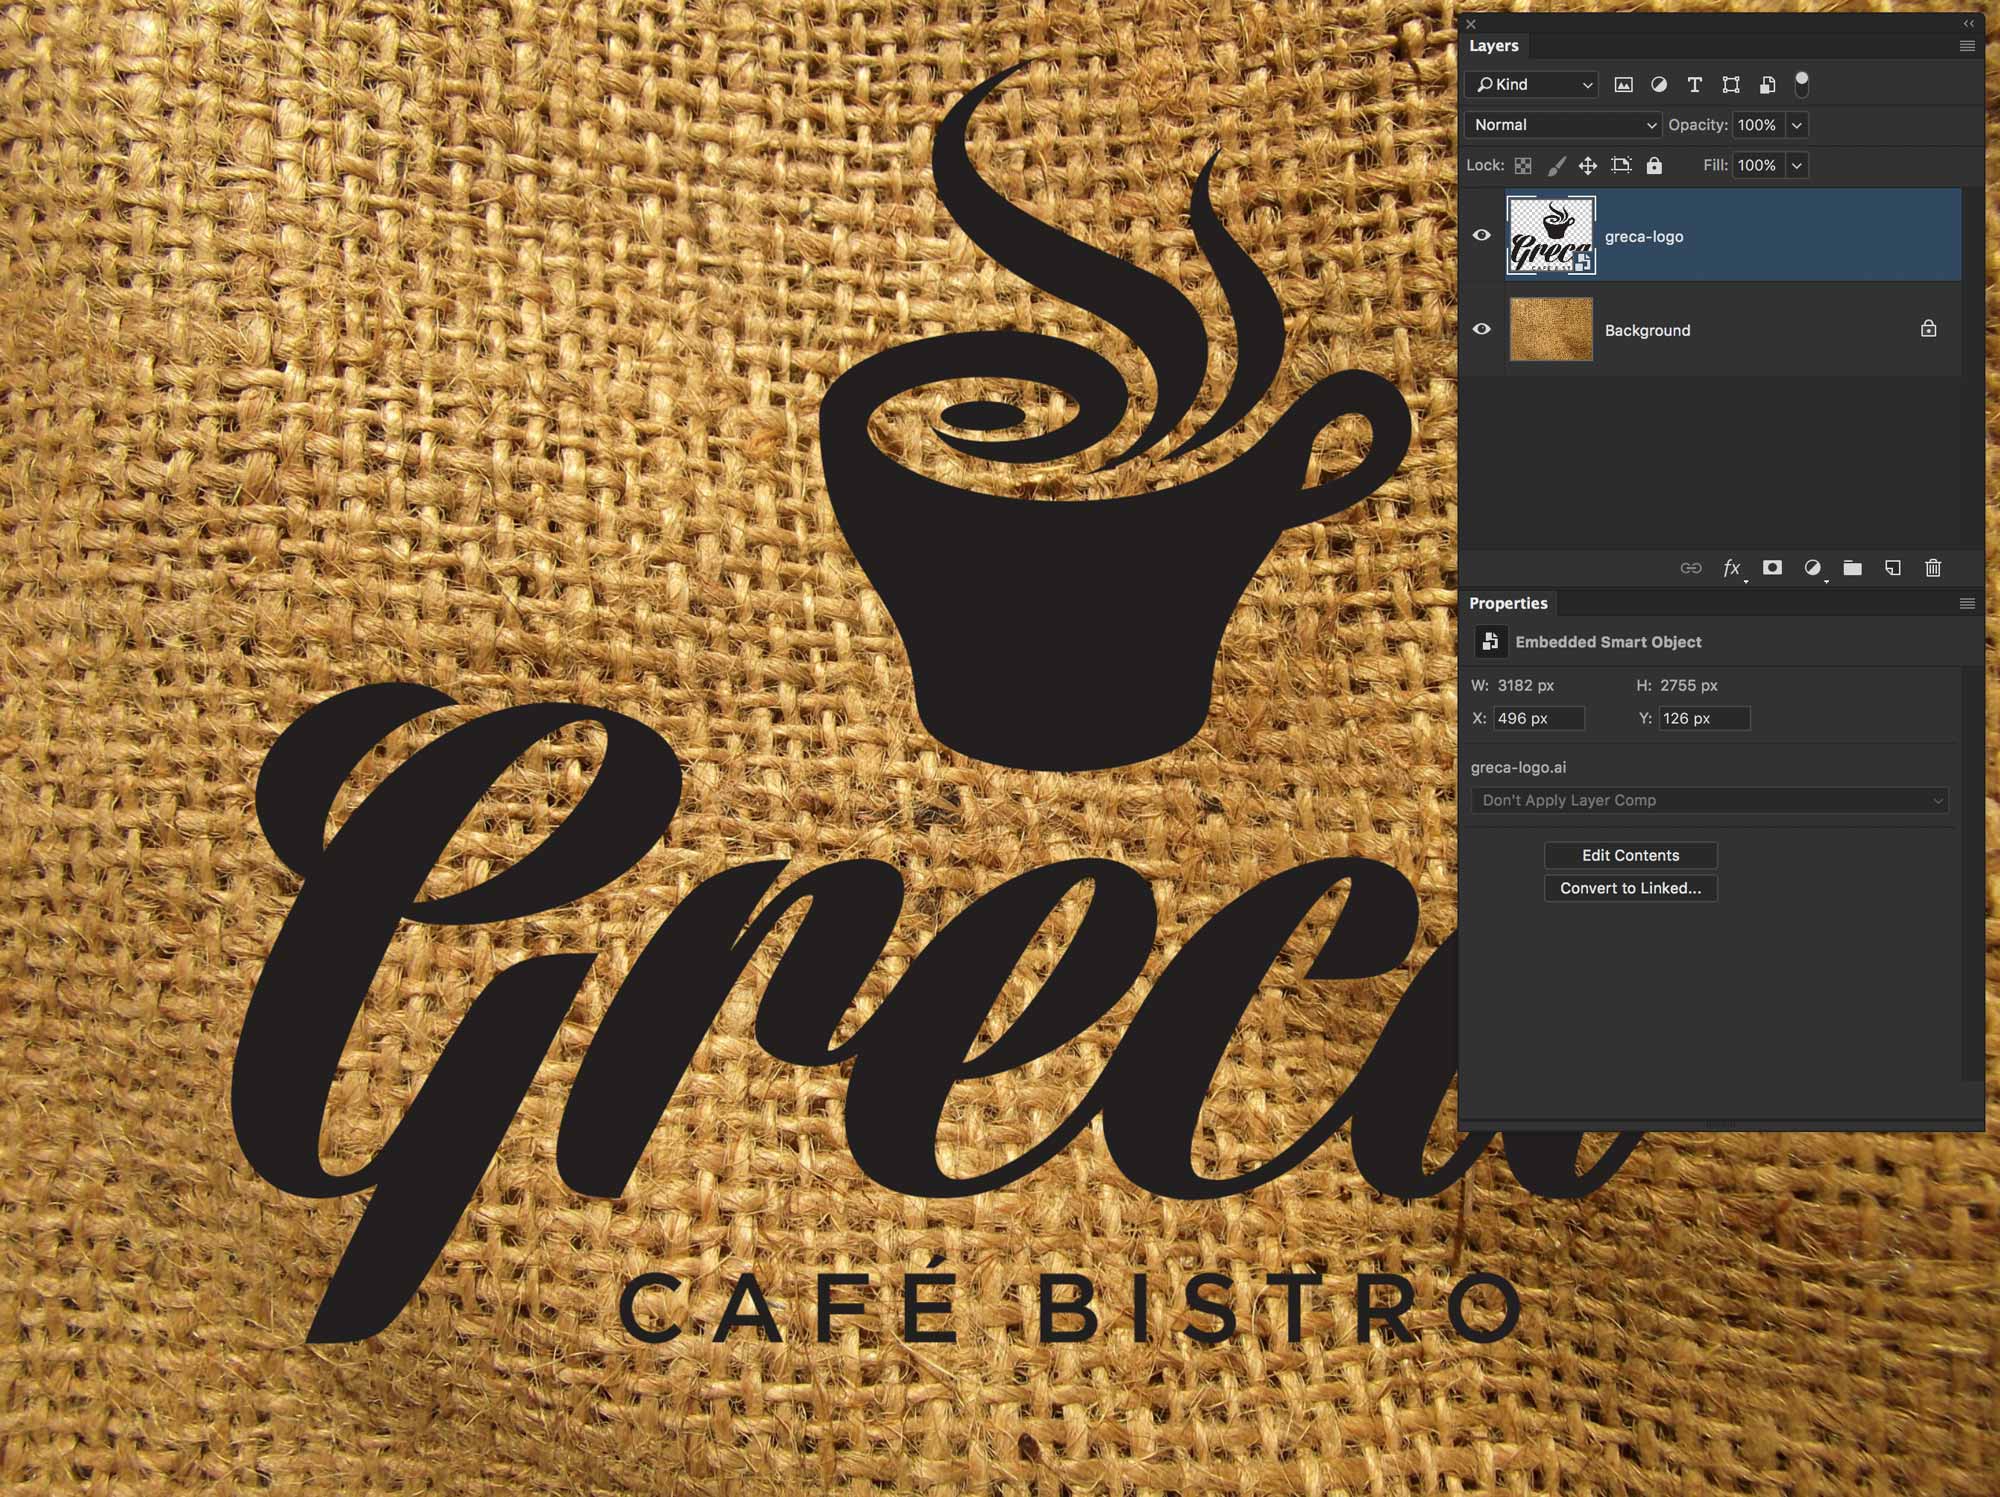 Greca
CAFÉ BISTRO
Layers
Kind
Normal Opacity: 100%
Lock: Fill: 100%
Greca
greca-logo
Background
fx
Properties
Embedded Smart Object
W: 3182 px H: 2755 px
X: 496 px Y: 126 px
greca-logo.ai
Don't Apply Layer Comp
Edit Contents
Convert to Linked...